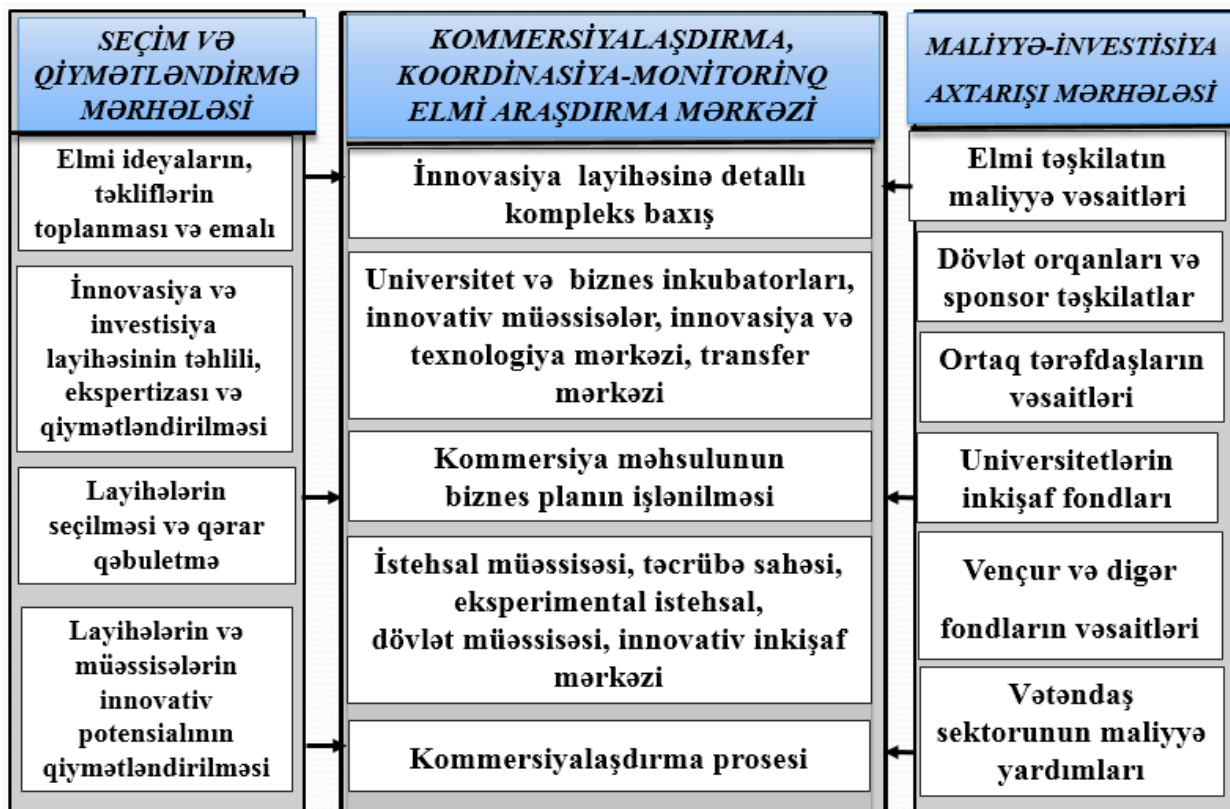 SEÇİM VƏ
QİYMƏTLƏNDİRMƏ
MƏRHƏLƏSİ
Elmi ideyaların,
təkliflərin
toplanması və emalı
İnnovasiya və
investisiya
layihəsinin təhlili,
ekspertizası və
qiymətləndirilməsi
Layihələrin
seçilməsi və qərar
qəbuletmə
Layihələrin və
müəssisələrin
innovativ
potensialının
qiymətləndirilməsi
KOMMERSİYALAŞDIRMA,
KOORDİNASİYA-MONİTORİNQ
ELMİ ARAŞDIRMA MƏRKƏZİ
İnnovasiya layihəsinə detallı
kompleks baxış
Universitet və biznes inkubatorları,
innovativ müəssisələr, innovasiya və
texnologiya mərkəzi, transfer
mərkəzi
Kommersiya məhsulunun
biznes planın işlənilməsi
İstehsal müəssisəsi, təcrübə sahəsi,
eksperimental istehsal,
dövlət müəssisəsi, innovativ inkişaf
mərkəzi
Kommersiyalaşdırma prosesi
MALİYYƏ-İNVESTİSİYA
AXTARIŞI MƏRHƏLƏSİ
Elmi təşkilatın
maliyyə vəsaitləri
Dövlət orqanları və
sponsor təşkilatlar
Ortaq tərəfdaşların
vəsaitləri
Universitetlərin
inkişaf fondları
Vençur və digər
fondların vəsaitləri
Vətəndaş
sektorunun maliyyə
yardımları